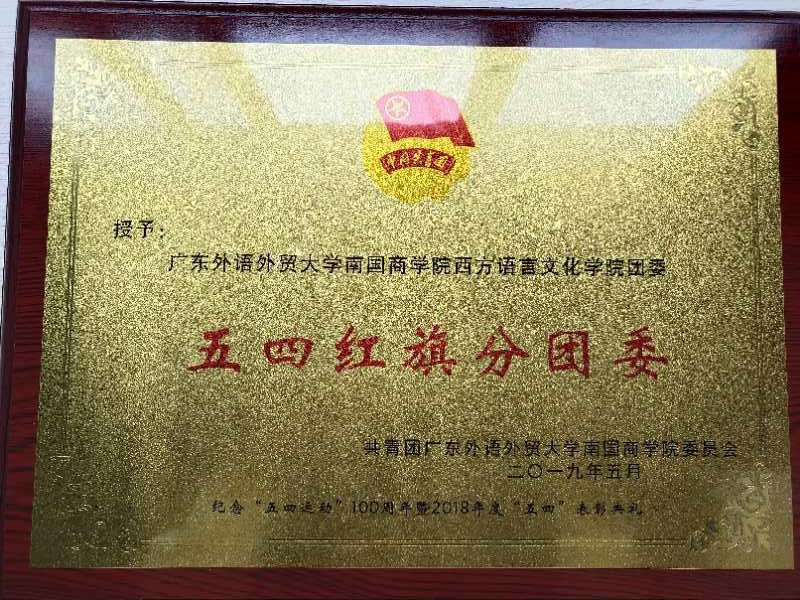 授予：
广东外语外贸大学南国商学院西方语言文化学院团委
五四红旗分团委
共青团广东外语外贸大学南国商学院委员会
二〇一九年五月
纪念“五四运动”100周年暨2018年度“五四”表彰典礼